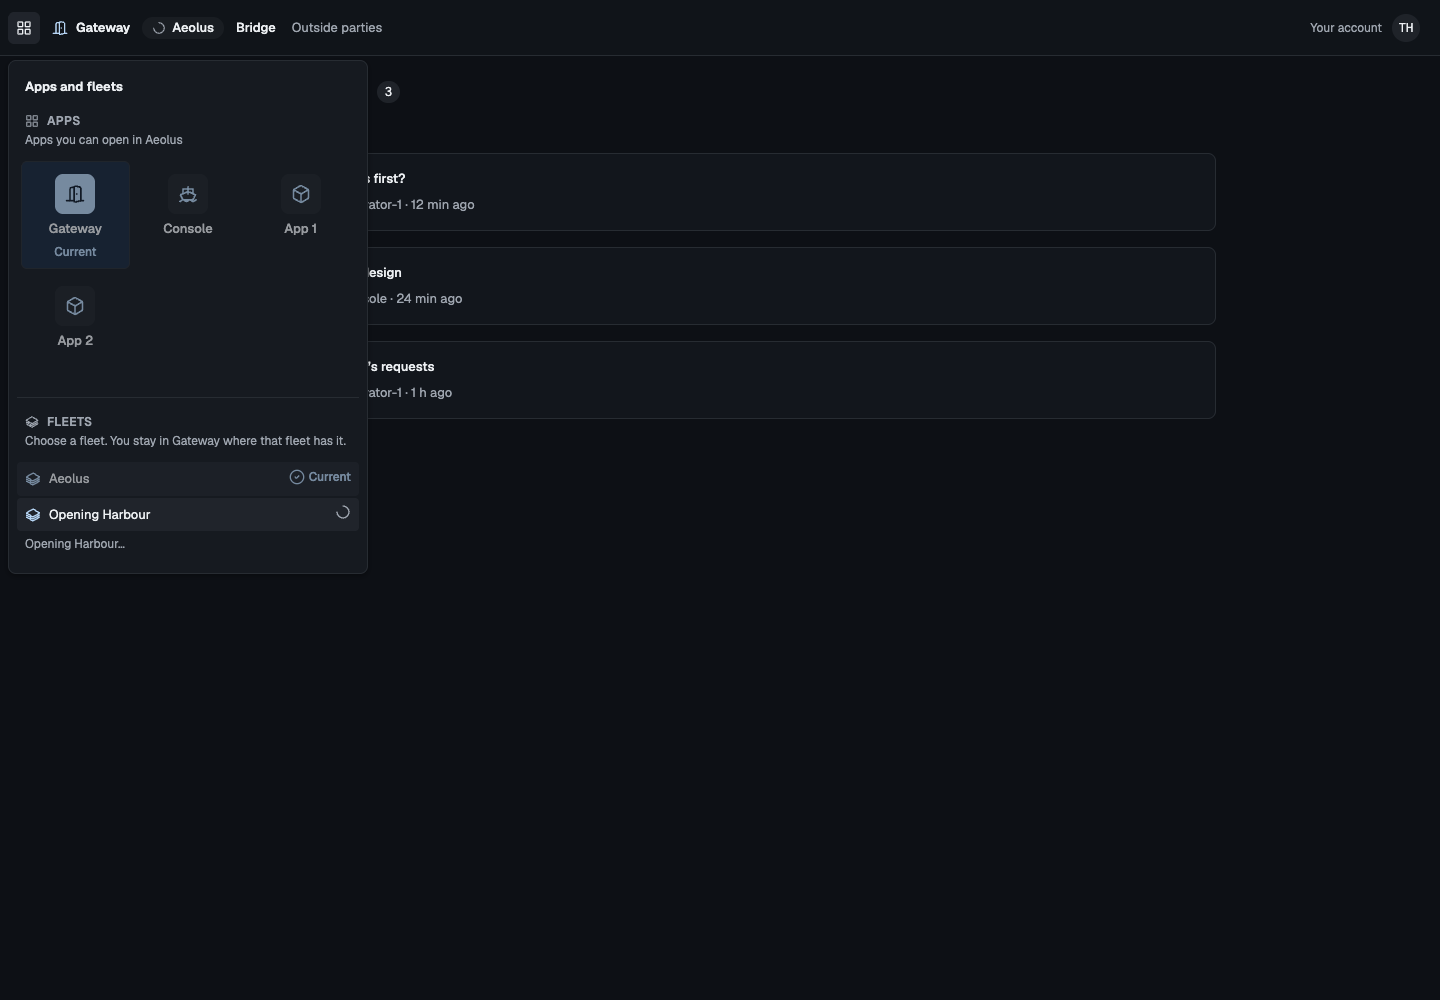 Gateway
Aeolus
Bridge
Outside parties
Your account
TH
Apps and fleets
3
APPS
Apps you can open in Aeolus
Gateway
Current
Console
App 1
App 2
s first?
ator-1 · 12 min ago
esign
ole · 24 min ago
's requests
ator-1 · 1 h ago
FLEETS
Choose a fleet. You stay in Gateway where that fleet has it.
Aeolus
Current
Opening Harbour
Opening Harbour...